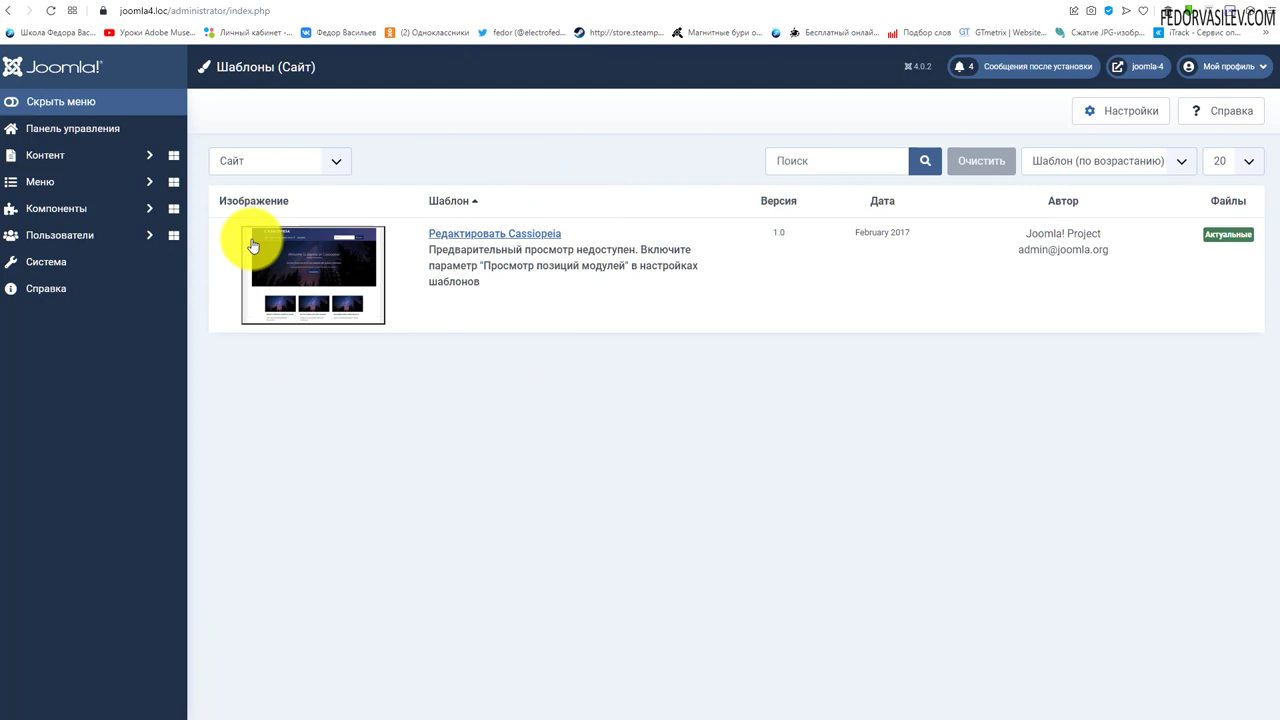 joomla4.loc/administrator/index.php
FEDORVASILEV.COM
Школа Федора Вас...
Уроки Adobe Muse...
Личный кабинет -...
Федор Васильев
(2) Одноклассники
fedor (@electrofed...
http://store.steamp...
Магнитные бури о...
Бесплатный онлай...
Подбор слов
GTmetrix | Website...
Сжатие JPG-изобр...
iTrack - Сервис оп...
Joomla!
Шаблоны (Сайт)
4.0.2
4 Сообщения после установки
joomla-4
Мой профиль
Скрыть меню
Панель управления
Контент
Меню
Компоненты
Пользователи
Система
Справка
Настройки
? Справка
Сайт
Поиск
Очистить
Шаблон (по возрастанию)
20
Изображение
Шаблон
Версия
Дата
Автор
Файлы
Редактировать Cassiopeia
Предварительный просмотр недоступен. Включите
параметр "Просмотр позиций модулей" в настройках
шаблонов
1.0
February 2017
Joomla! Project
admin@joomla.org
Актуальные